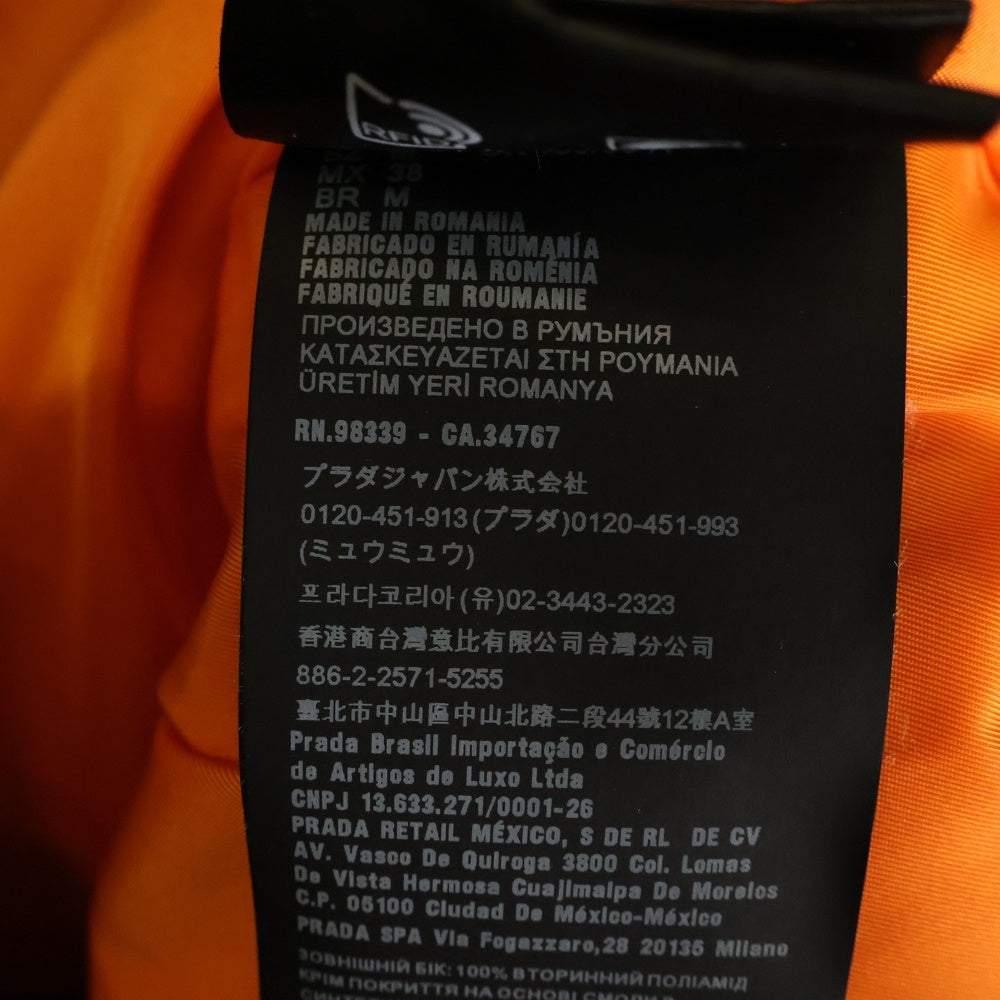 RFID
MX 38
BR M
MADE IN ROMANIA
FABRICADO EN RUMANÍA
FABRICADO NA ROMÉNIA
FABRIQUÉ EN ROUMANIE
ПРОИЗВЕДЕНО В РУМЪНИЯ
ΚΑΤΑΣΚΕΥΑΖΕΤΑΙ ΣΤΗ ΡΟΥΜΑΝΙΑ
ÜRETİM YERİ ROMANYA
RN.98339 - CA.34767
プラダジャパン株式会社
0120-451-913(プラダ)0120-451-993
(ミュウミュウ)
프라다코리아(유)02-3443-2323
香港商台灣意比有限公司台灣分公司
886-2-2571-5255
臺北市中山區中山北路二段44號12樓A室
Prada Brasil Importação e Comércio
de Artigos de Luxo Ltda
CNPJ 13.633.271/0001-26
PRADA RETAIL MÉXICO, S DE RL DE CV
AV. Vasco De Quiroga 3800 Col. Lomas
De Vista Hermosa Cuajimalpa De Morelos
C.P. 05100 Ciudad De México-México
PRADA SPA Via Fogazzaro,28 20135 Milano
ЗОВНІШНІЙ БІК: 100% ВТОРИННИЙ ПОЛІАМІД
КРІМ ПОКРИТТЯ НА ОСНОВІ СМОЛИ